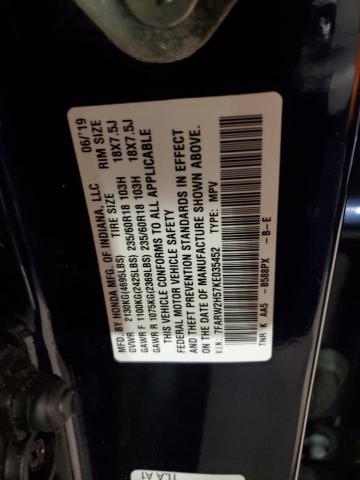 MFD. BY HONDA MFG. OF INDIANA, LLC 06/'19
TIRE SIZE RIM SIZE
GVWR 2130KG(4695LBS)
GAWR F 1100KG(2425LBS) 235/60R18 103H 18X7.5J
GAWR R 1075KG(2369LBS) 235/60R18 103H 18X7.5J
THIS VEHICLE CONFORMS TO ALL APPLICABLE
FEDERAL MOTOR VEHICLE SAFETY
AND THEFT PREVENTION STANDARDS IN EFFECT
ON THE DATE OF MANUFACTURE SHOWN ABOVE.
V.I.N.: 7FARW2H57KE035452 TYPE: MPV
TNR K AA5 -B588PX -B-E
TLA A1